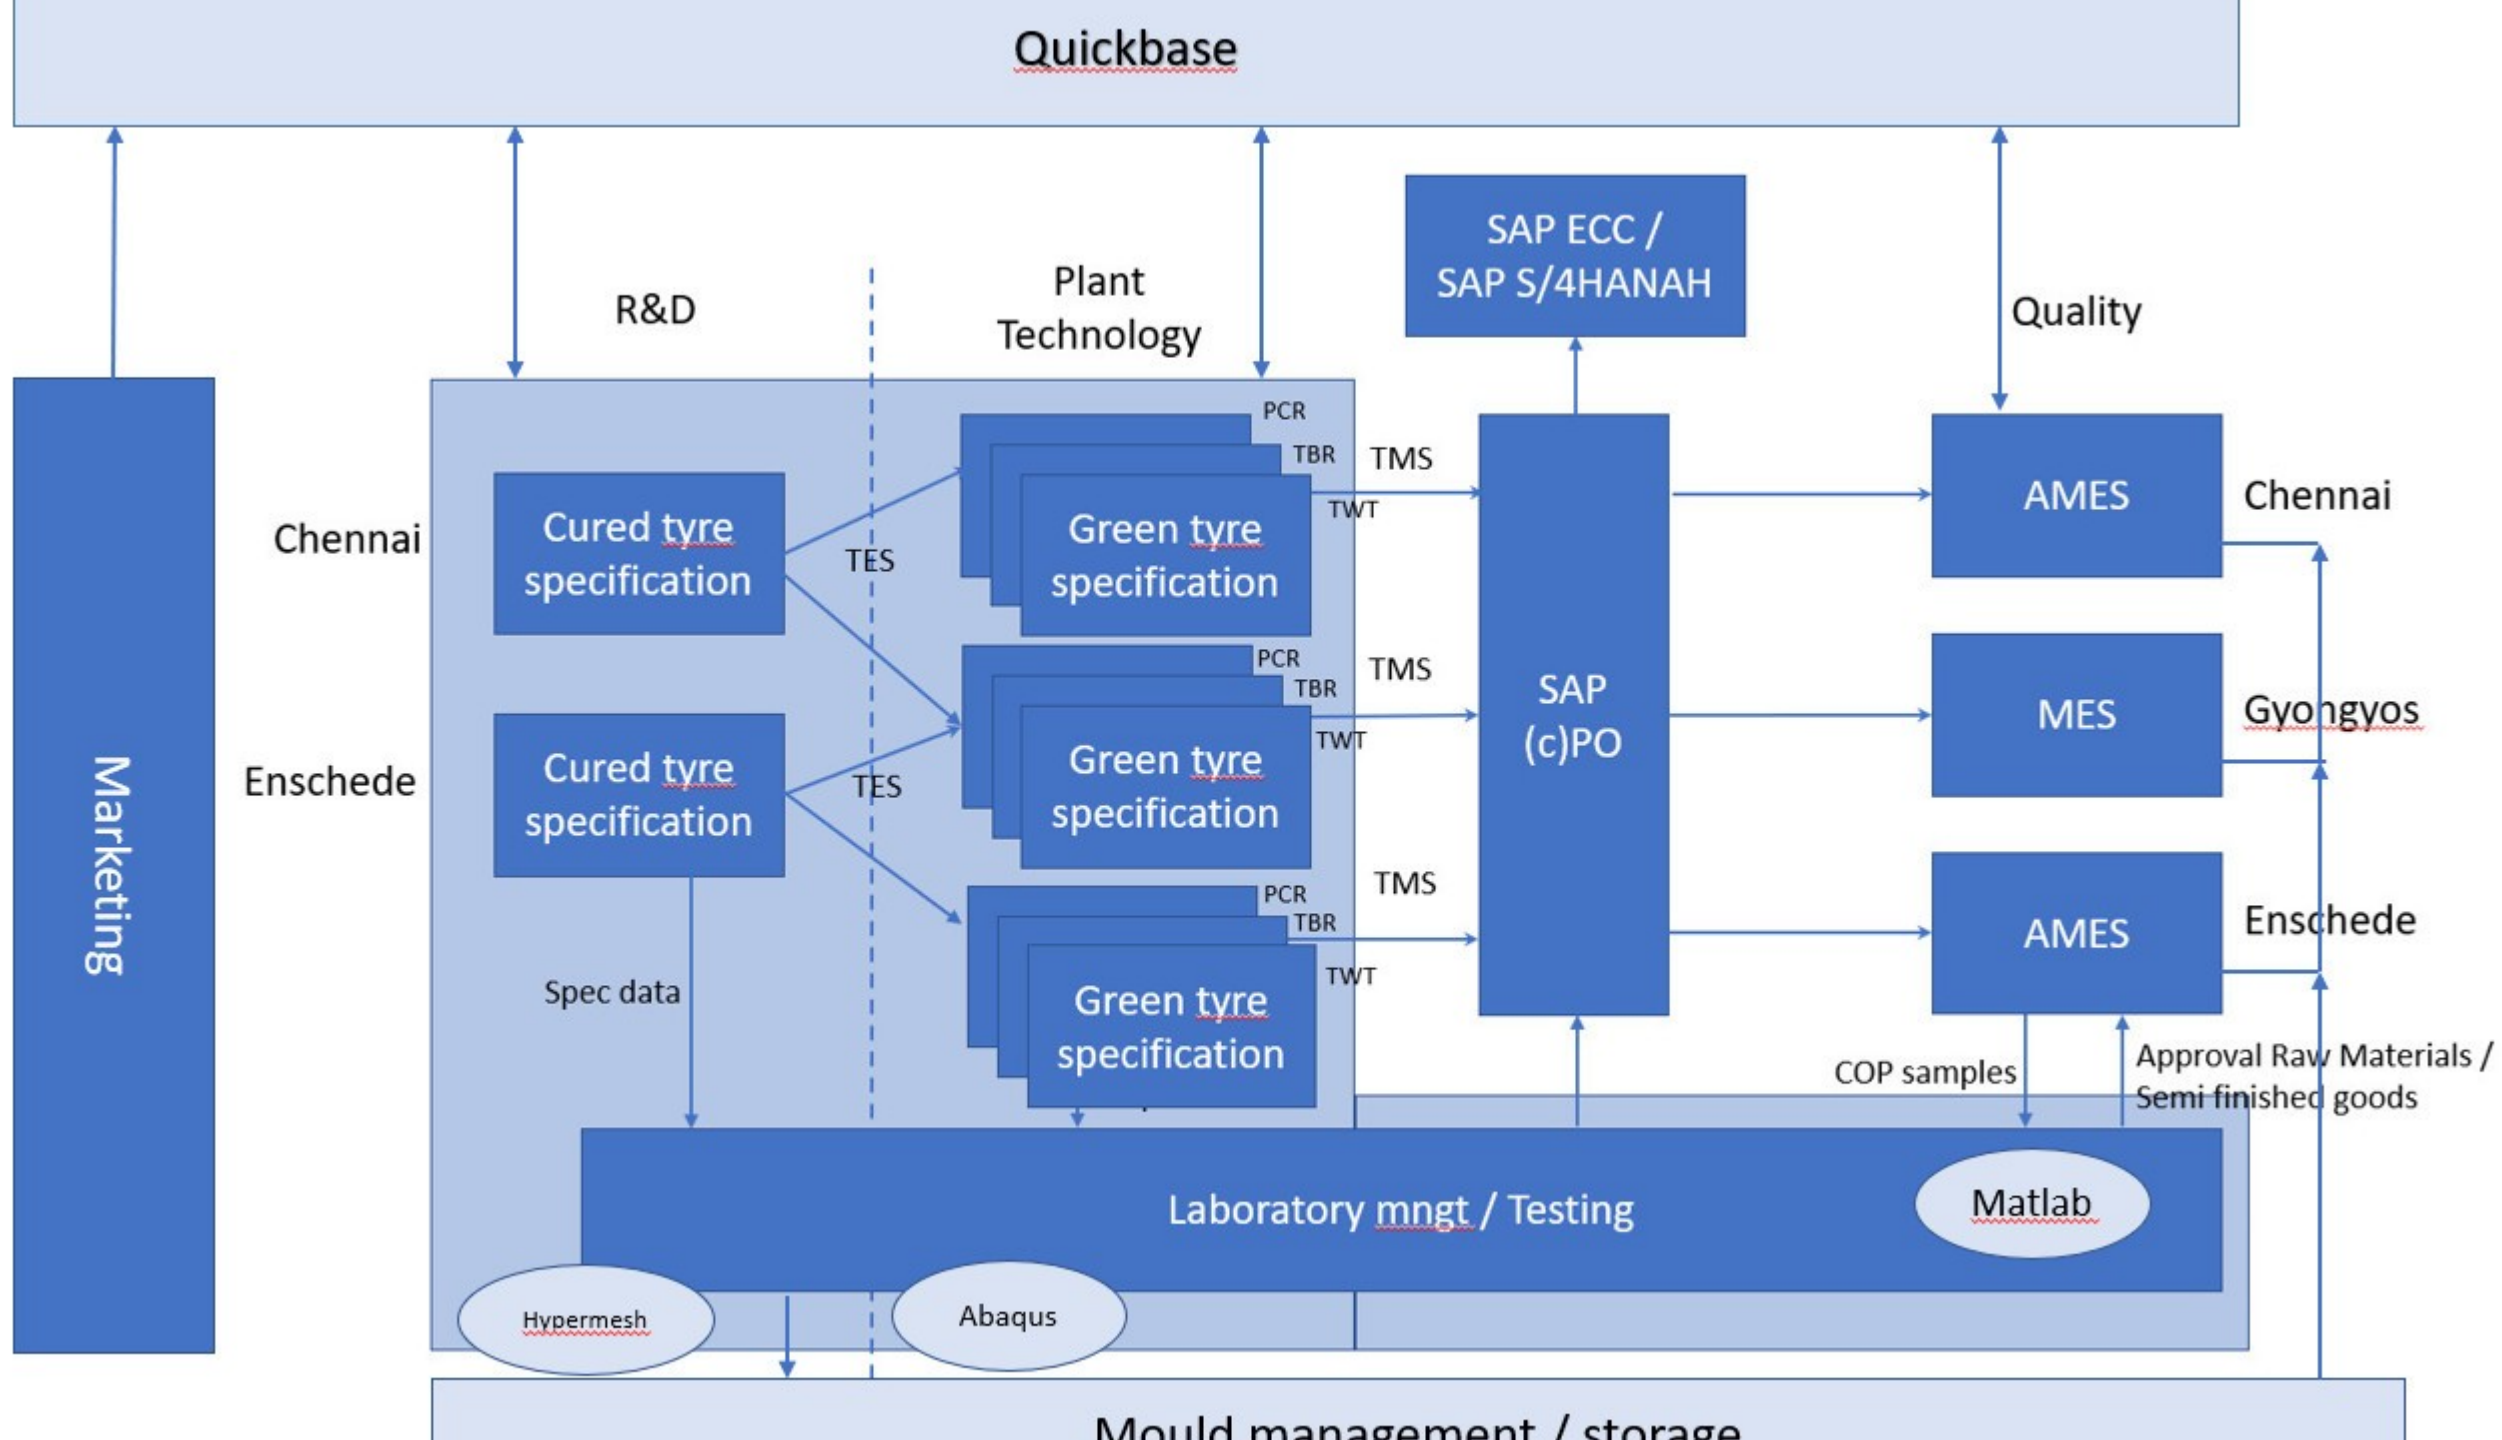 Quickbase
SAP ECC /
SAP S/4HANAH
R&D
Plant
Technology
Quality
PCR
TBR
TMS
TWT
Chennai
Cured tyre
specification
TES
Green tyre
specification
AMES
Chennai
PCR
TBR
TMS
TWT
SAP
(c)PO
MES
Gyongyos
Enschede
Cured tyre
specification
TES
Green tyre
specification
Marketing
PCR
TBR
TMS
TWT
AMES
Enschede
Spec data
Green tyre
specification
COP samples
Approval Raw Materials /
Semi finished goods
Laboratory mngt / Testing
Matlab
Hypermesh
Abaqus
Mould management / storage